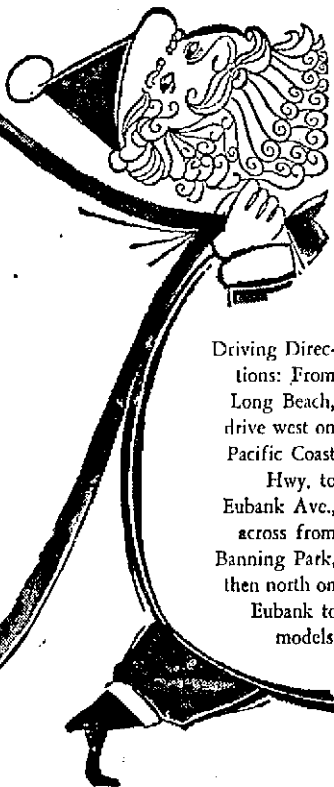 Driving Direc-
tions: From
Long Beach,
drive west on
Pacific Coast
Hwy. to
Eubank Ave.,
across from
Banning Park,
then north on
Eubank to
models